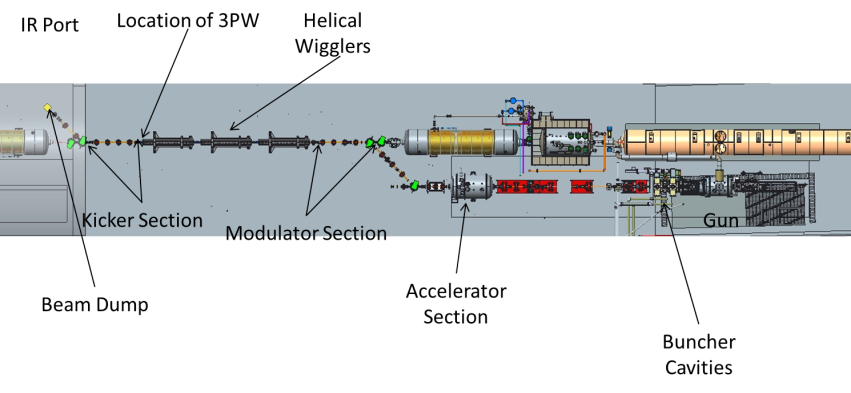 IR Port
Location of 3PW
Helical
Wigglers
Kicker Section
Modulator Section
Gun
Beam Dump
Accelerator
Section
Buncher
Cavities